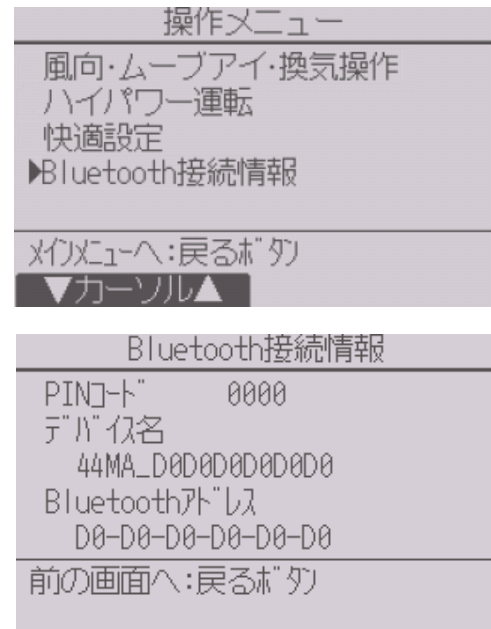 操作メニュー
風向･ムーブアイ･換気操作
ハイパワー運転
快適設定
▶Bluetooth接続情報
ﾒｲﾝﾒﾆｭｰへ:戻るﾎﾞﾀﾝ
▼カーソル▲
Bluetooth接続情報
PINｺｰﾄﾞ 0000
ﾃﾞﾊﾞｲｽ名
44MA_D0D0D0D0D0D0
Bluetoothｱﾄﾞﾚｽ
D0-D0-D0-D0-D0-D0
前の画面へ:戻るﾎﾞﾀﾝ